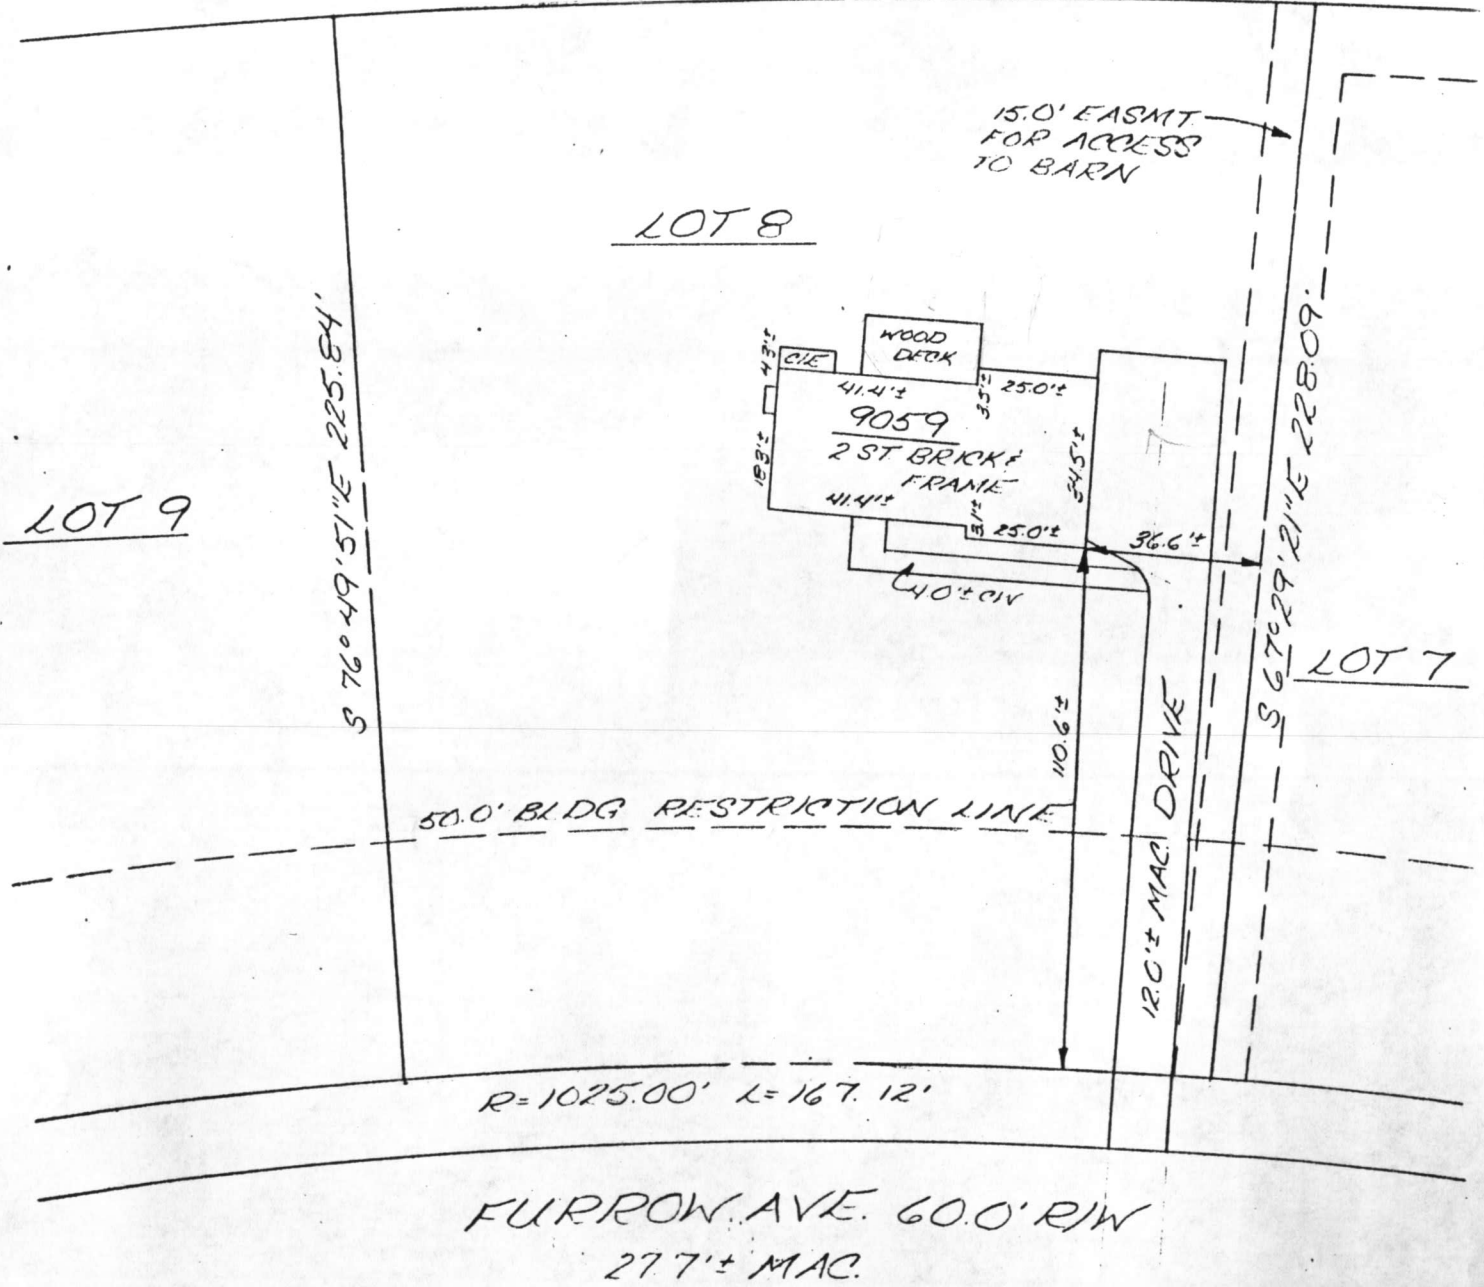 15.0' EASMT.
FOR ACCESS
TO BARN
LOT 8
WOOD
DECK
C/E
4.3'±
41.4'±
3.5'±
25.0'±
9059
2 ST. BRICK &
FRAME
18.3'±
34.5'±
41.4'±
3.1'±
25.0'±
36.6'±
4.0'± C/W
S 76°49'51"E 225.84'
S 67°29'21"E 228.09'
LOT 9
LOT 7
110.6'±
12.0'± MAC. DRIVE
50.0' BLDG RESTRICTION LINE
R=1025.00' L=167.12'
FURROW AVE. 60.0' R/W
27.7'± MAC.